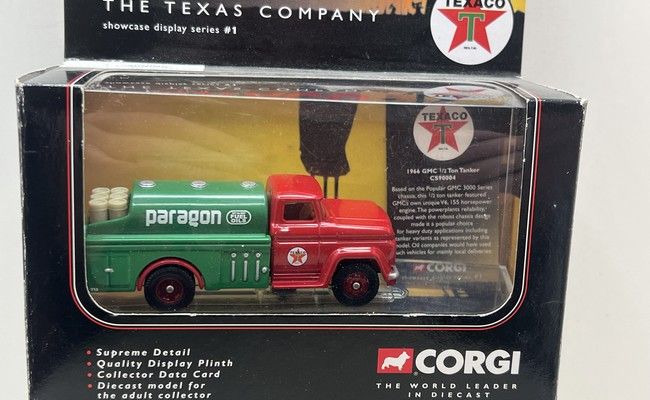 THE TEXAS COMPANY
showcase display series #1
TEXACO
T
TEXACO
T
1966 GMC 1/2 Ton Tanker
CS90004
Based on the Popular GMC 3000 Series
chassis, this 1/2 ton tanker featured
GMC's own unique V6, 155 horsepower
engine. The powerplants reliability,
coupled with the robust chassis design
made it a popular choice
for heavy duty applications including
tanker variants as represented by this
model. Oil companies would have used
such vehicles for mainly local deliveries.
CORGI
paragon
FUEL
OILS
• Supreme Detail
• Quality Display Plinth
• Collector Data Card
• Diecast model for
the adult collector
CORGI
THE WORLD LEADER
IN DIECAST